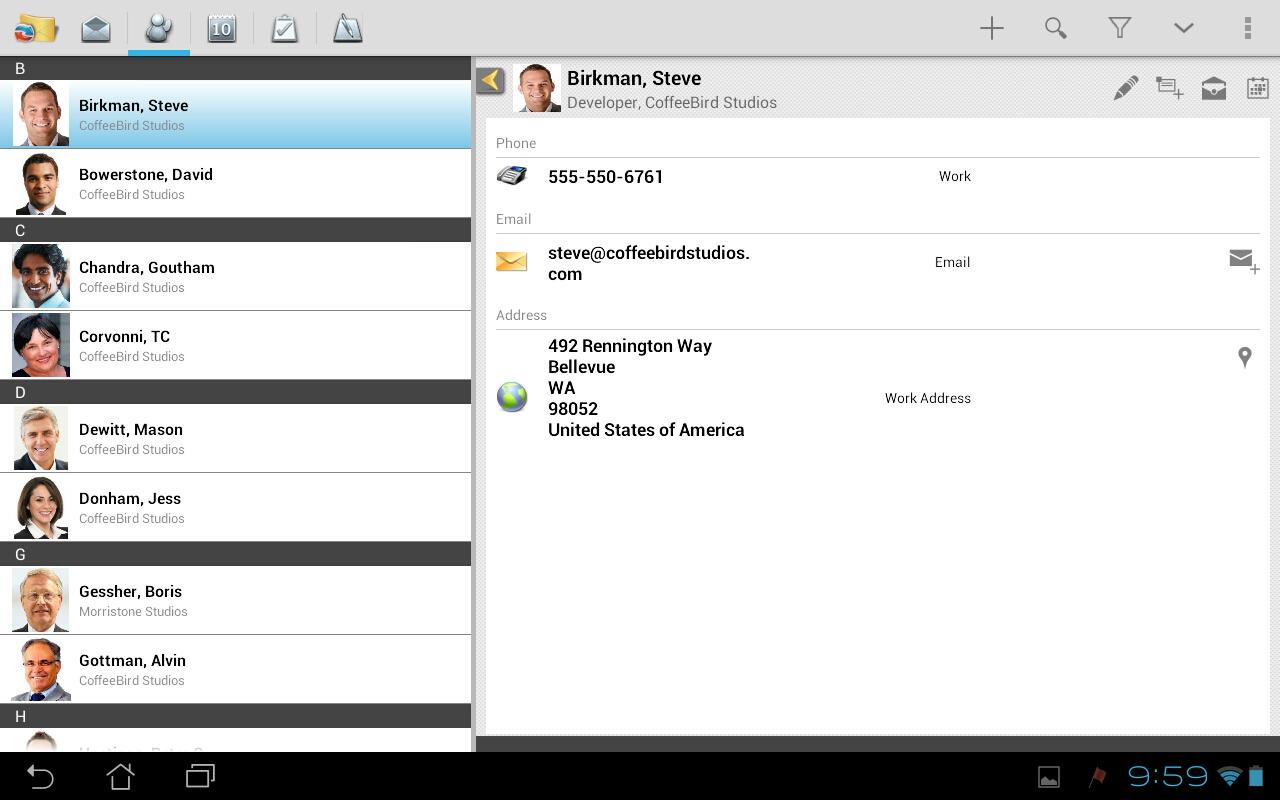 10
B
Birkman, Steve
CoffeeBird Studios
Bowerstone, David
CoffeeBird Studios
C
Chandra, Goutham
CoffeeBird Studios
Corvonni, TC
CoffeeBird Studios
D
Dewitt, Mason
CoffeeBird Studios
Donham, Jess
CoffeeBird Studios
G
Gessher, Boris
Morristone Studios
Gottman, Alvin
CoffeeBird Studios
H
Birkman, Steve
Developer, CoffeeBird Studios
Phone
555-550-6761 Work
Email
steve@coffeebirdstudios.
com
Email
Address
492 Rennington Way
Bellevue
WA
98052
United States of America
Work Address
9:59